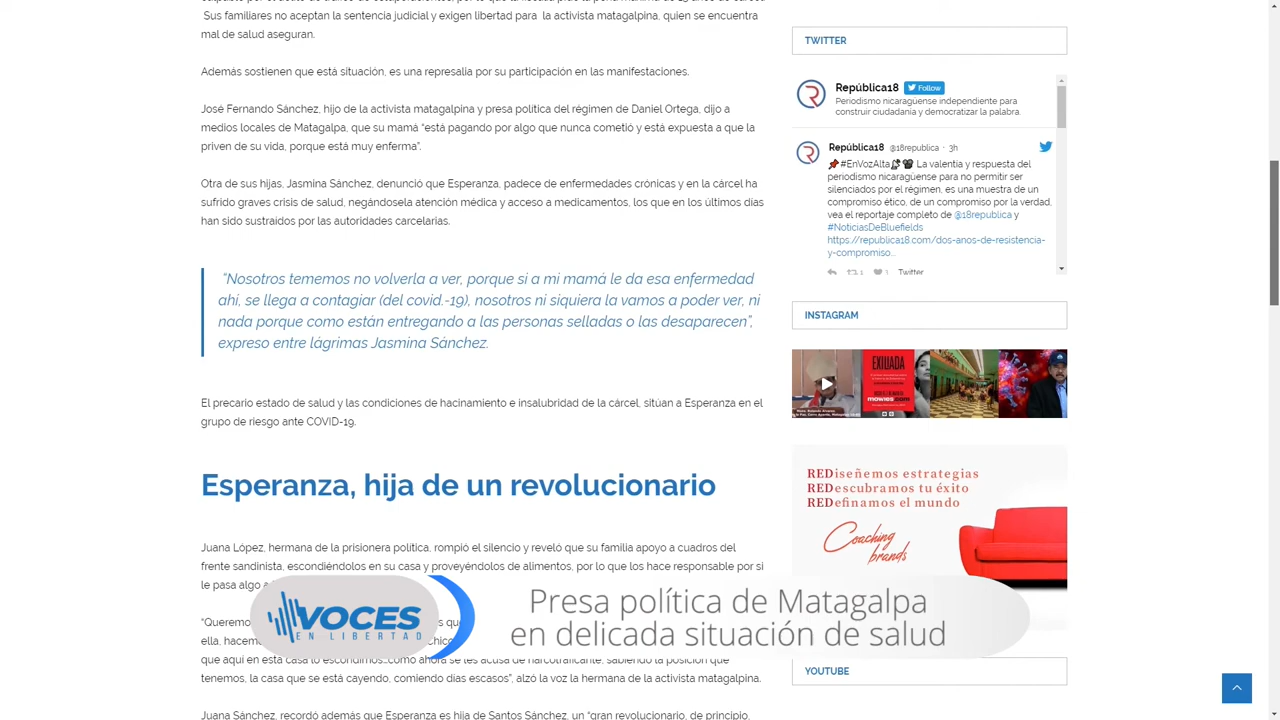 Sus familiares no aceptan la sentencia judicial y exigen libertad para la activista matagalpina, quien se encuentra
mal de salud aseguran.
Además sostienen que está situación, es una represalia por su participación en las manifestaciones.
Jose Fernando Sánchez, hijo de la activista matagalpina y presa política del régimen de Daniel Ortega, dijo a
medios locales de Matagalpa, que su mamá “está pagando por algo que nunca cometió y está expuesta a que la
priven de su vida, porque está muy enferma”.
Otra de sus hijas, Jasmina Sánchez, denunció que Esperanza, padece de enfermedades crónicas y en la cárcel ha
sufrido graves crisis de salud, negándosela atención médica y acceso a medicamentos, los que en los últimos días
han sido sustraídos por las autoridades carcelarias.
“Nosotros tememos no volverla a ver, porque si a mi mamá le da esa enfermedad
ahí, se llega a contagiar (del covid.-19), nosotros ni siquiera la vamos a poder ver, ni
nada porque como están entregando a las personas selladas o las desaparecen”,
expreso entre lágrimas Jasmina Sánchez.
El precario estado de salud y las condiciones de hacinamiento e insalubridad de la cárcel, sitúan a Esperanza en el
grupo de riesgo ante COVID-19.
Esperanza, hija de un revolucionario
Juana López, hermana de la prisionera política, rompió el silencio y reveló que su familia apoyo a cuadros del
frente sandinista, escondiéndolos en su casa y proveyéndolos de alimentos, por lo que los hace responsable por si
le pasa algo a
“Queremo
ella, hacem
que aquí en esta casa lo escondimos…como ahora se les acusa de narcotraficante, sabiendo la posición que
tenemos, la casa que se está cayendo, comiendo días escasos”, alzó la voz la hermana de la activista matagalpina.
Juana Sánchez, recordó además que Esperanza es hija de Santos Sánchez, un “gran revolucionario, de principio,
VOCES
EN LIBERTAD
Presa política de Matagalpa
en delicada situación de salud
TWITTER
República18 Follow
Periodismo nicaragüense independiente para
construir ciudadanía y democratizar la palabra.
República18 @18republica · 3h
📌#EnVozAlta La valentía y respuesta del
periodismo nicaragüense para no permitir ser
silenciados por el régimen, es una muestra de un
compromiso ético, de un compromiso por la verdad,
vea el reportaje completo de @18republica y
#NoticiasDeBluefields
https://republica18.com/dos-anos-de-resistencia-
y-compromiso…
1 1 Twitter
INSTAGRAM
EXILIADA
REDiseñemos estrategias
REDescubramos tu éxito
REDefinamos el mundo
Coaching
brands
YOUTUBE